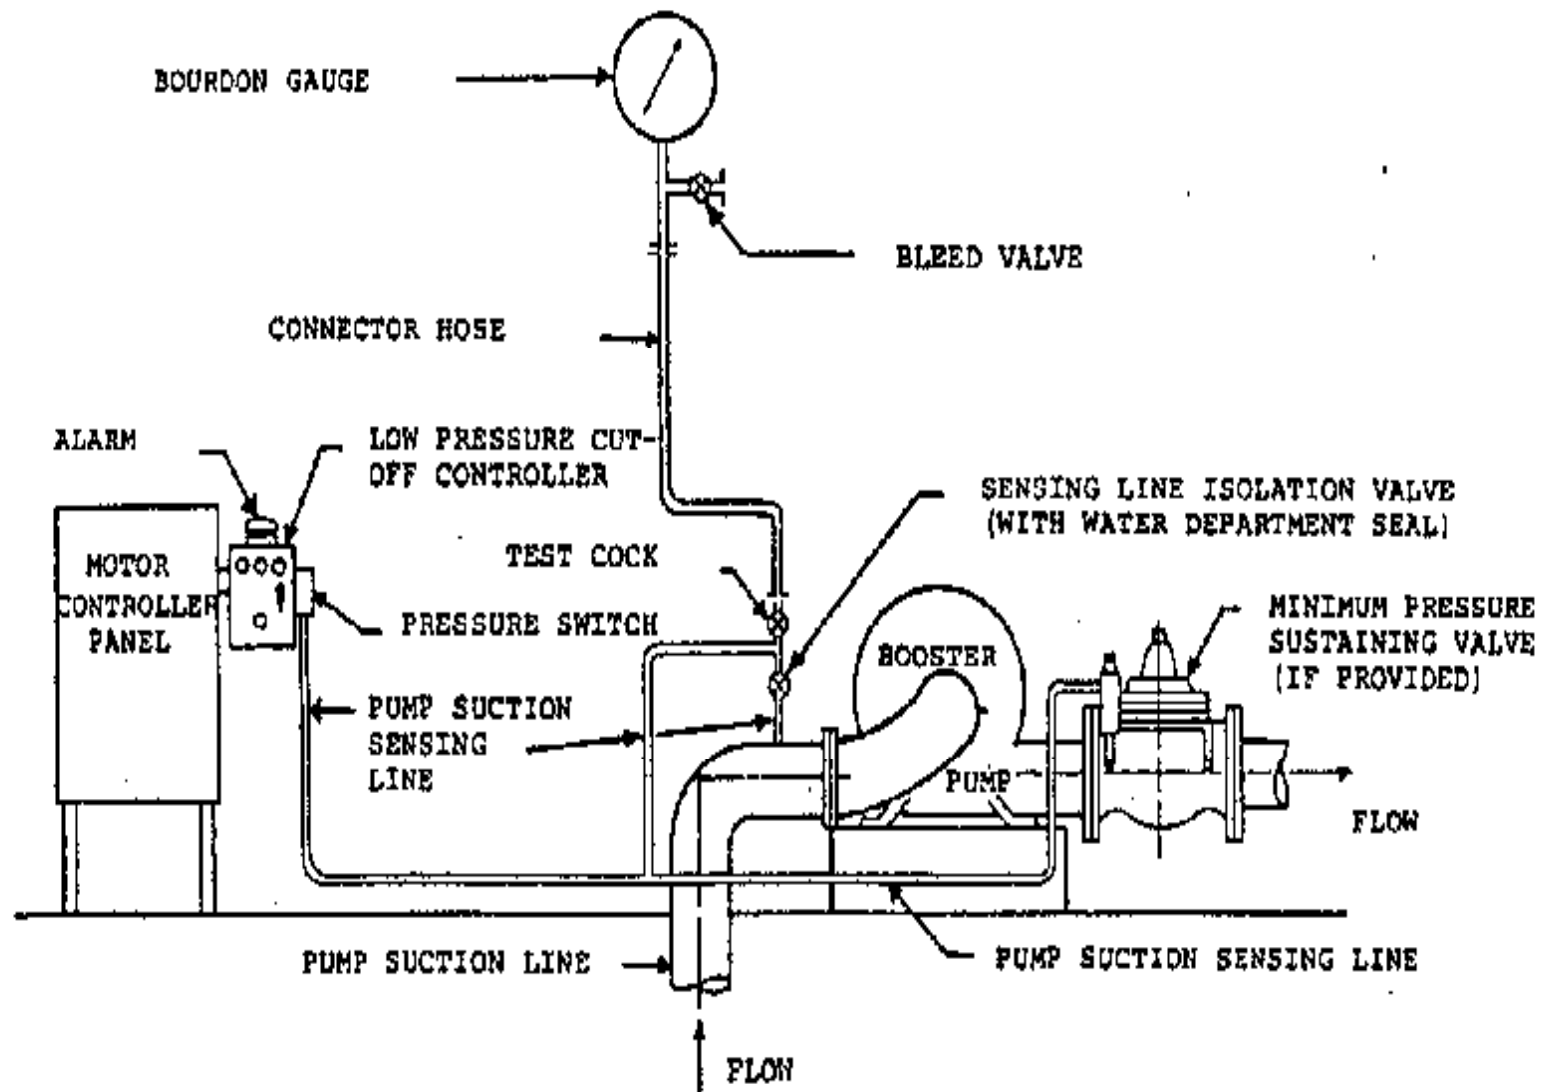 BOURDON GAUGE
BLEED VALVE
CONNECTOR HOSE
ALARM
LOW PRESSURE CUT-
OFF CONTROLLER
SENSING LINE ISOLATION VALVE
(WITH WATER DEPARTMENT SEAL)
TEST COCK
MOTOR
CONTROLLER
PANEL
PRESSURE SWITCH
MINIMUM PRESSURE
SUSTAINING VALVE
(IF PROVIDED)
BOOSTER
PUMP SUCTION
SENSING
LINE
PUMP
FLOW
PUMP SUCTION LINE
PUMP SUCTION SENSING LINE
FLOW